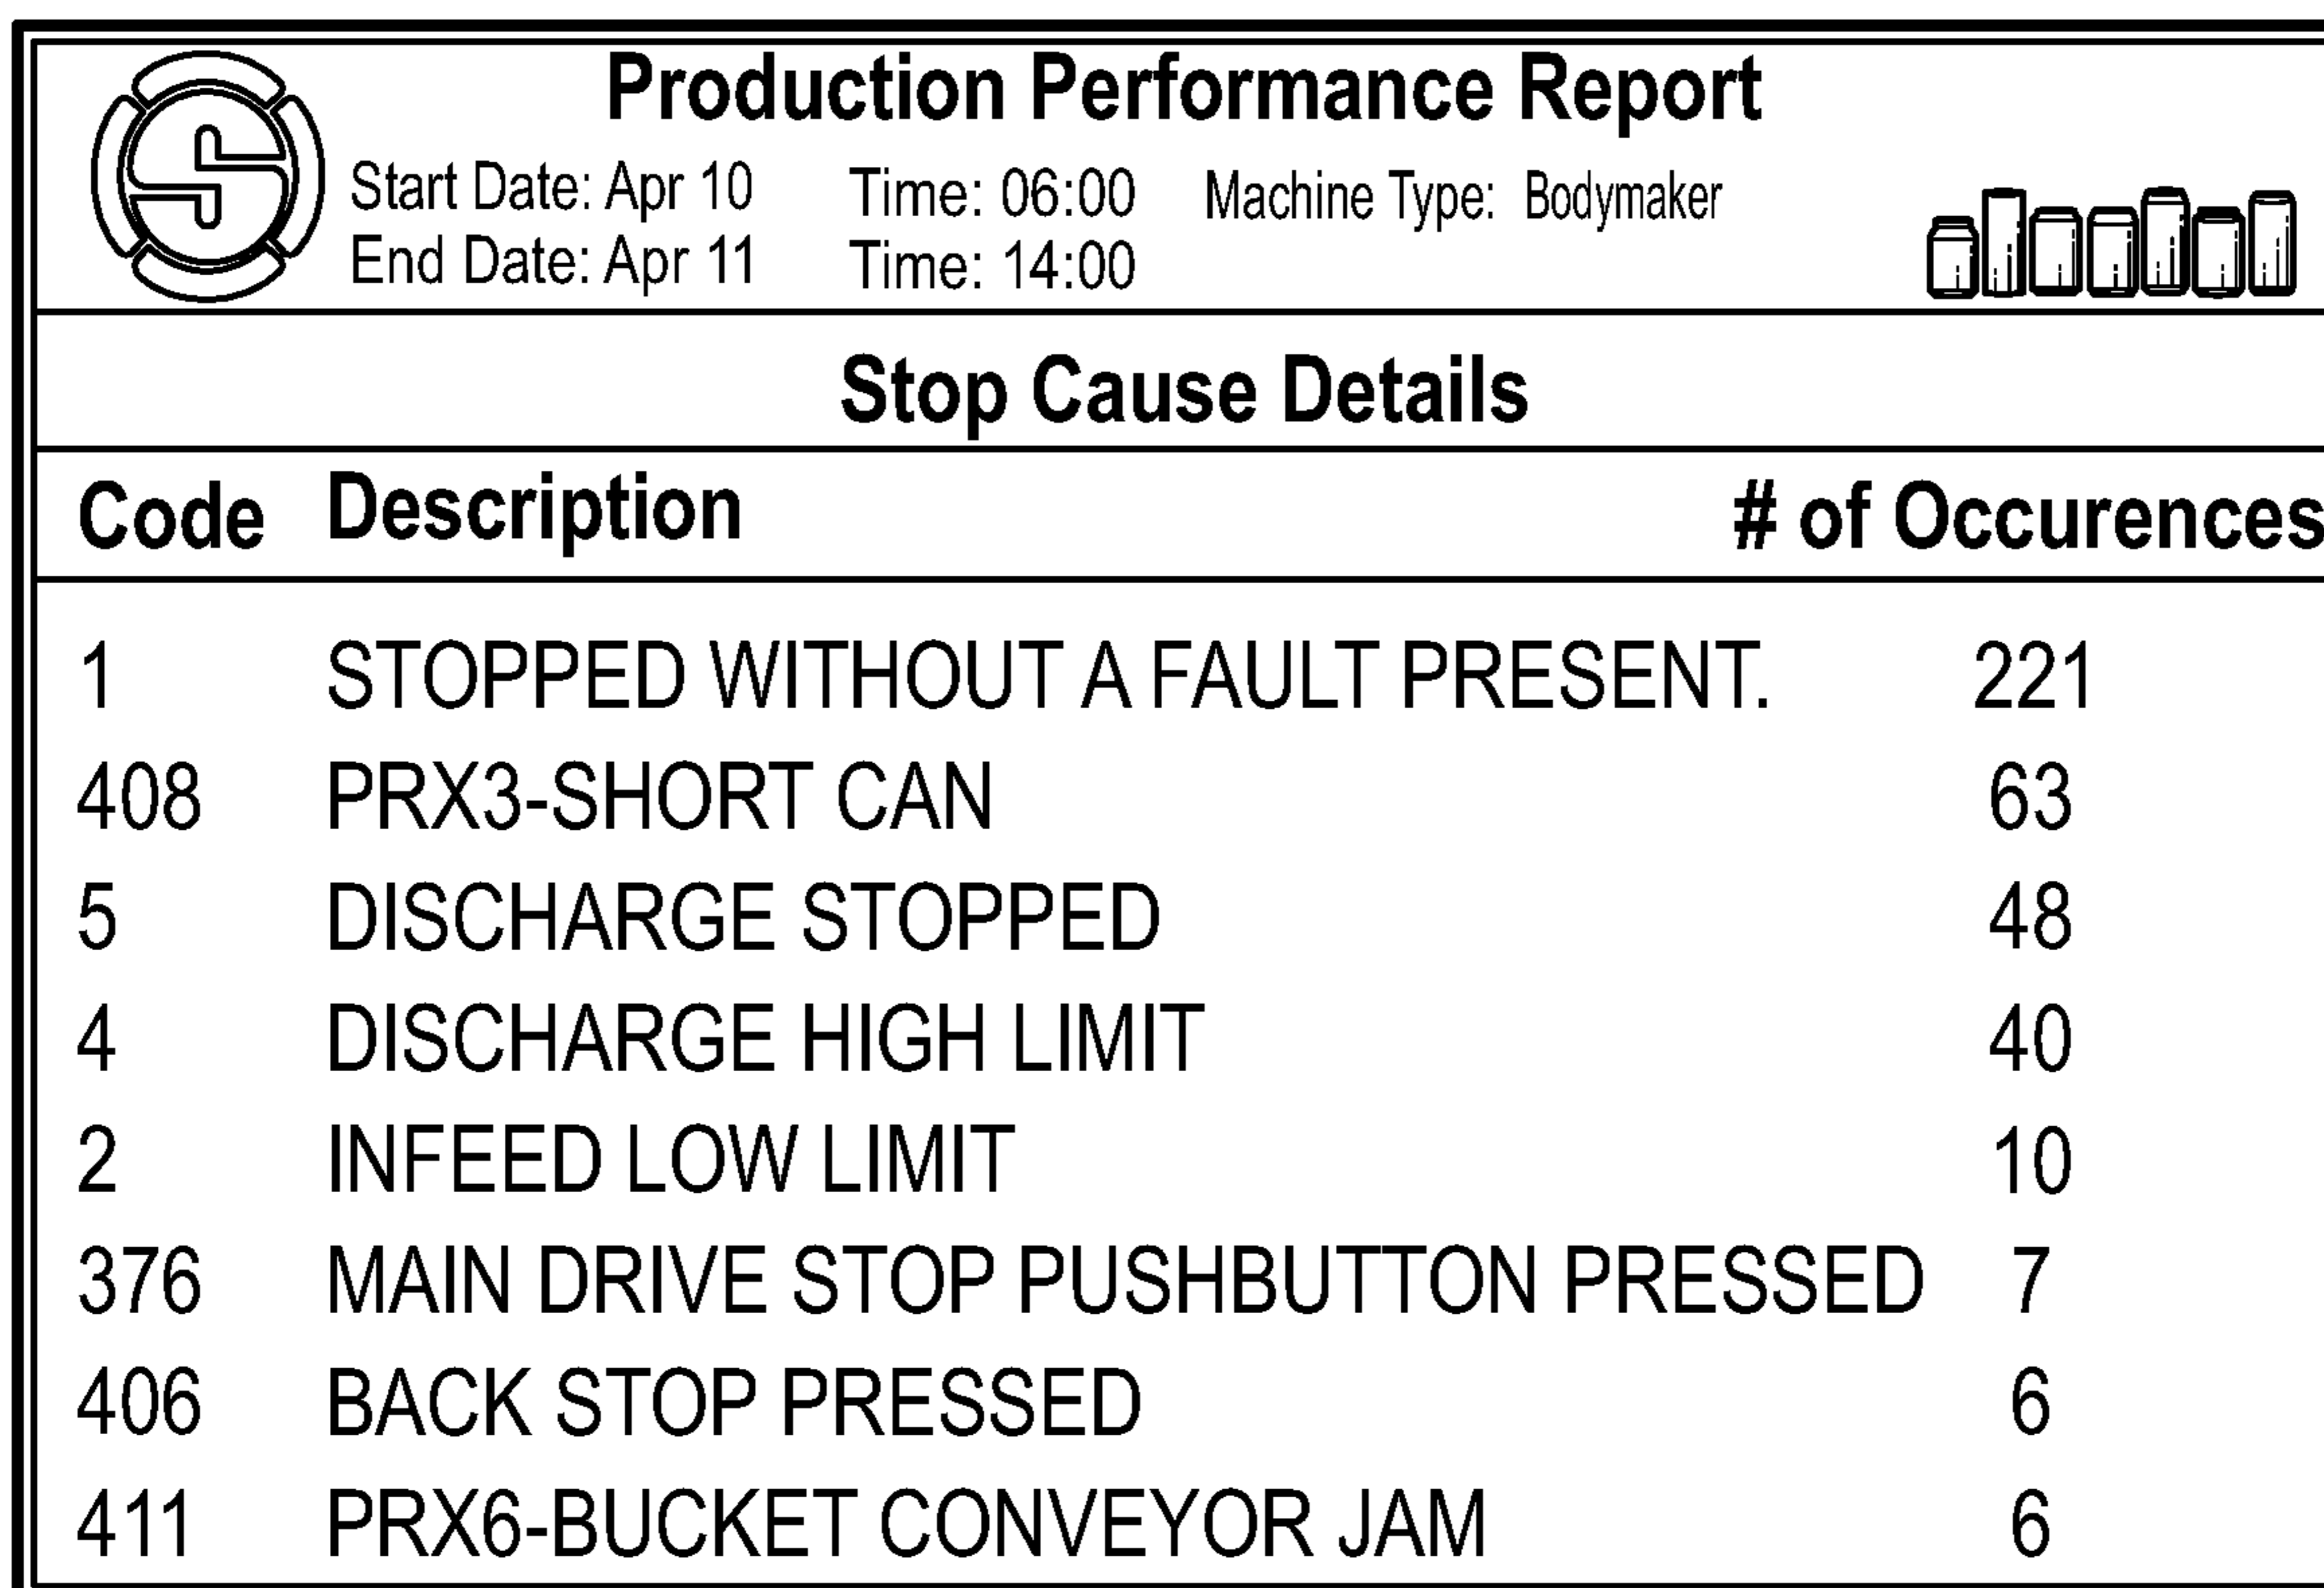 Production Performance Report
Start Date: Apr 10 Time: 06:00 Machine Type: Bodymaker
End Date: Apr 11 Time: 14:00
Stop Cause Details
Code Description # of Occurences
1 STOPPED WITHOUT A FAULT PRESENT. 221
408 PRX3-SHORT CAN 63
5 DISCHARGE STOPPED 48
4 DISCHARGE HIGH LIMIT 40
2 INFEED LOW LIMIT 10
376 MAIN DRIVE STOP PUSHBUTTON PRESSED 7
406 BACK STOP PRESSED 6
411 PRX6-BUCKET CONVEYOR JAM 6